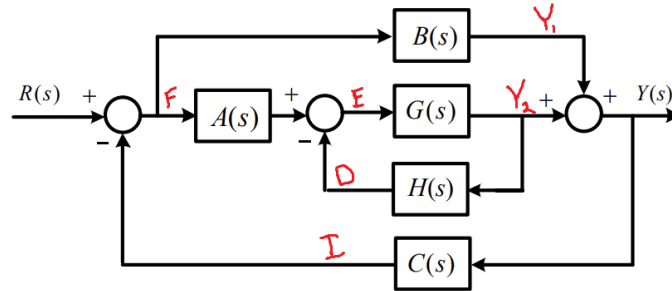 B(s)
Y₁
R(s) + F A(s) + E G(s) Y₂ + + Y(s)
−
−
D H(s)
I C(s)